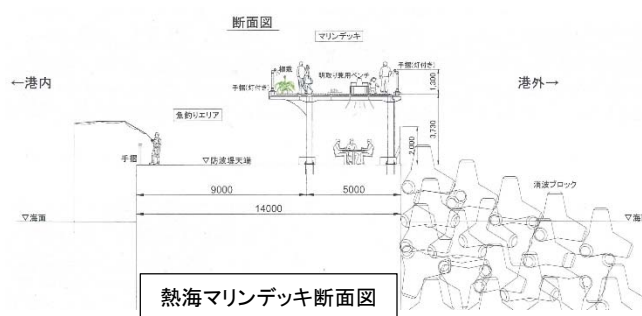 断面図
マリンデッキ
←港内
港外→
植栽
明取り兼用ベンチ
手摺(灯付き)
手摺(灯付き)
1,300
魚釣りエリア
3,730
2,000
手摺
▽防波堤天端
消波ブロック
9000
5000
14000
▽海面
▽海面
熱海マリンデッキ断面図